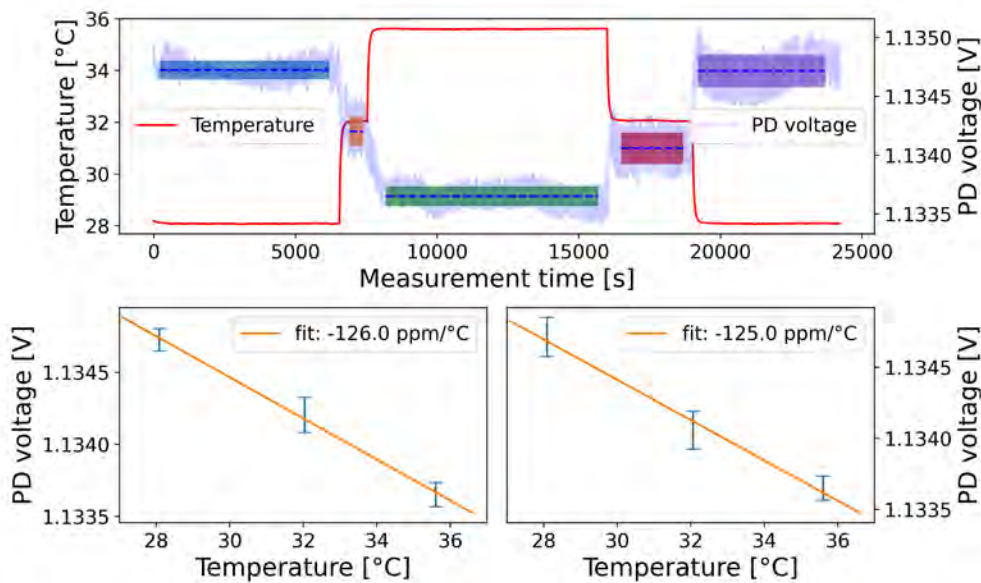 36
34
32
30
28
Temperature [°C]
Temperature
PD voltage
1.1350
1.1345
1.1340
1.1335
PD voltage [V]
0
5000
10000
15000
20000
25000
Measurement time [s]
PD voltage [V]
1.1345
1.1340
1.1335
fit: -126.0 ppm/°C
28
30
32
34
36
Temperature [°C]
fit: -125.0 ppm/°C
1.1345
1.1340
1.1335
PD voltage [V]
28
30
32
34
36
Temperature [°C]